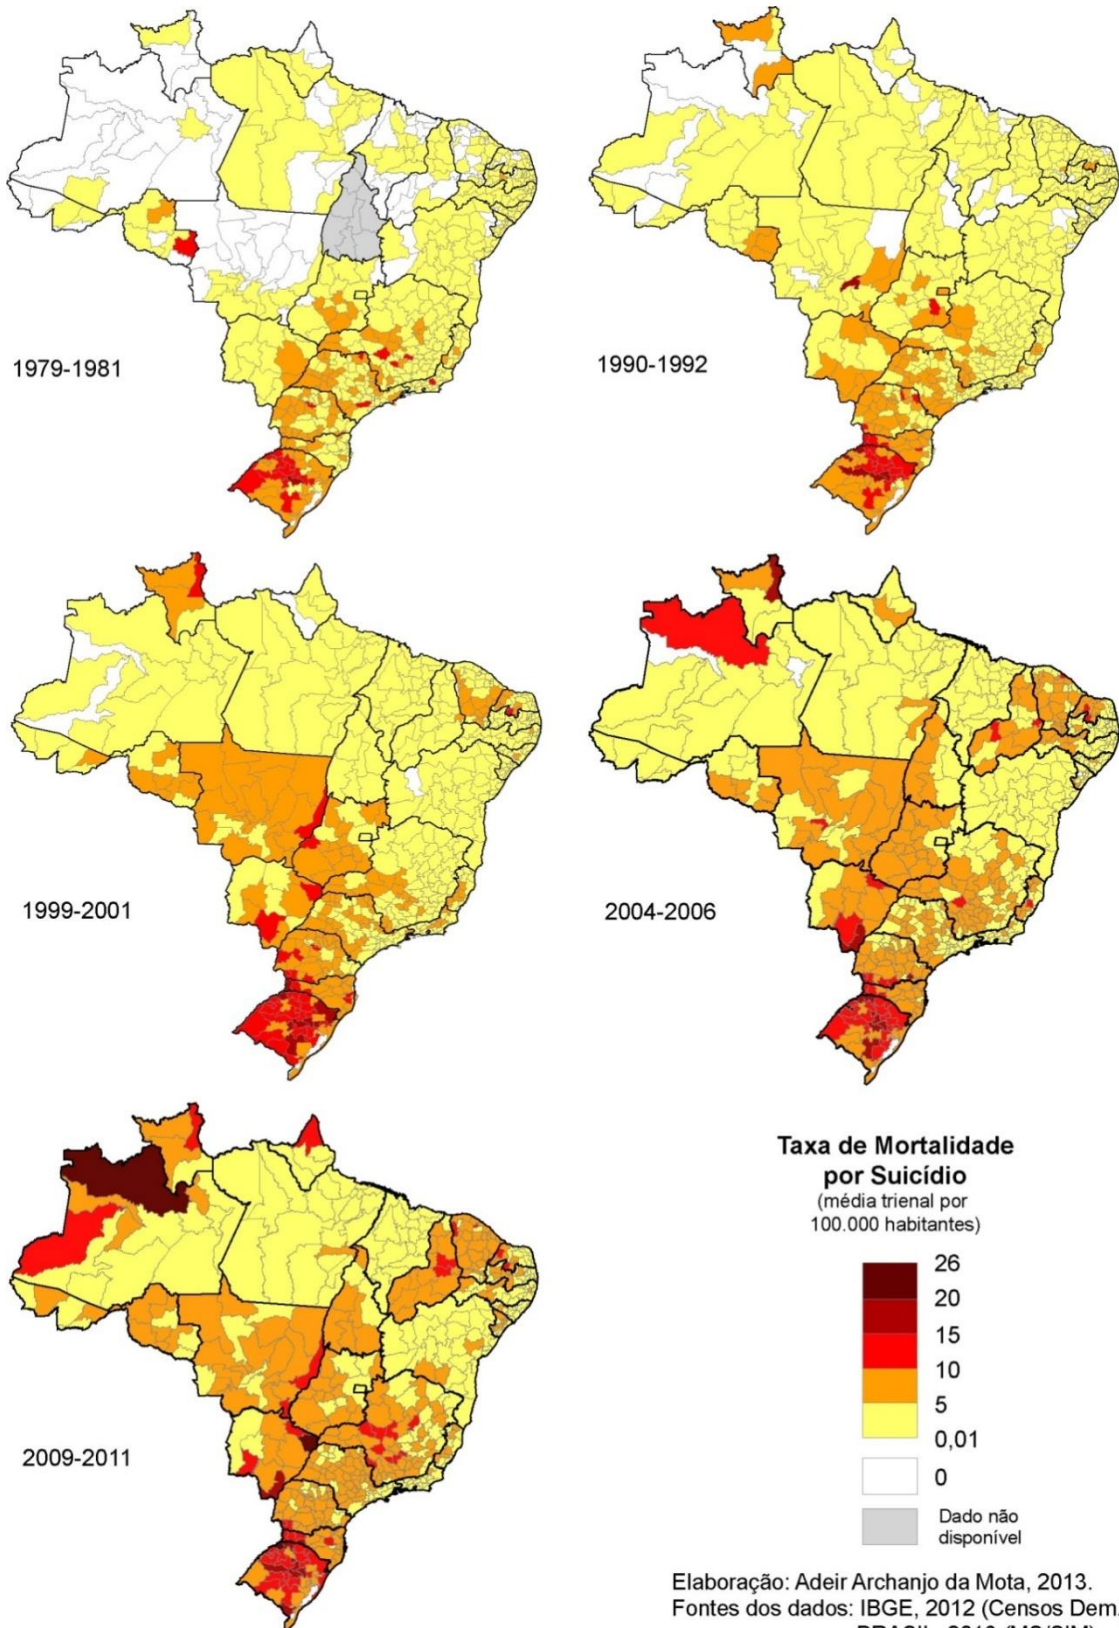 1979-1981
1990-1992
1999-2001
2004-2006
2009-2011
Taxa de Mortalidade
por Suicídio
(média trienal por
100.000 habitantes)
26
20
15
10
5
0,01
0
Dado não
disponível
Elaboração: Adeir Archanjo da Mota, 2013.
Fontes dos dados: IBGE, 2012 (Censos Dem.